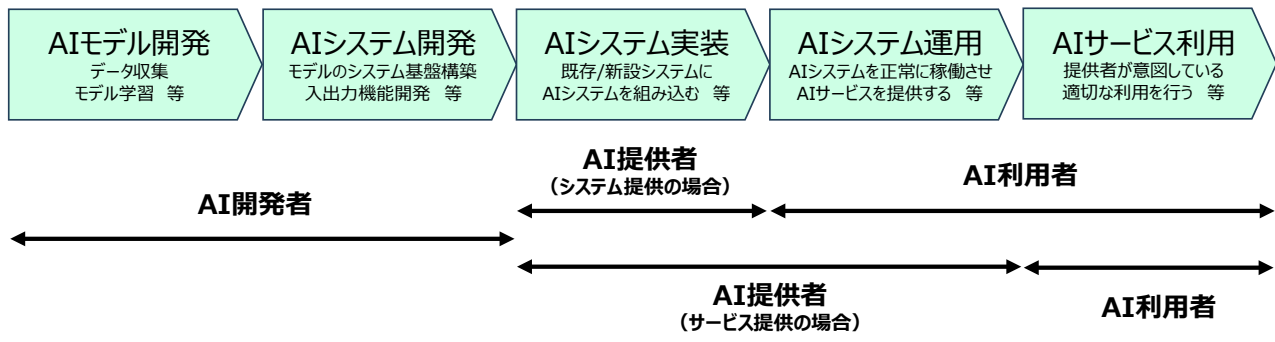 AIモデル開発
データ収集
モデル学習 等
AIシステム開発
モデルのシステム基盤構築
入出力機能開発 等
AIシステム実装
既存/新設システムに
AIシステムを組み込む 等
AIシステム運用
AIシステムを正常に稼働させ
AIサービスを提供する 等
AIサービス利用
提供者が意図している
適切な利用を行う 等
AI開発者
AI提供者
（システム提供の場合）
AI利用者
AI提供者
（サービス提供の場合）
AI利用者